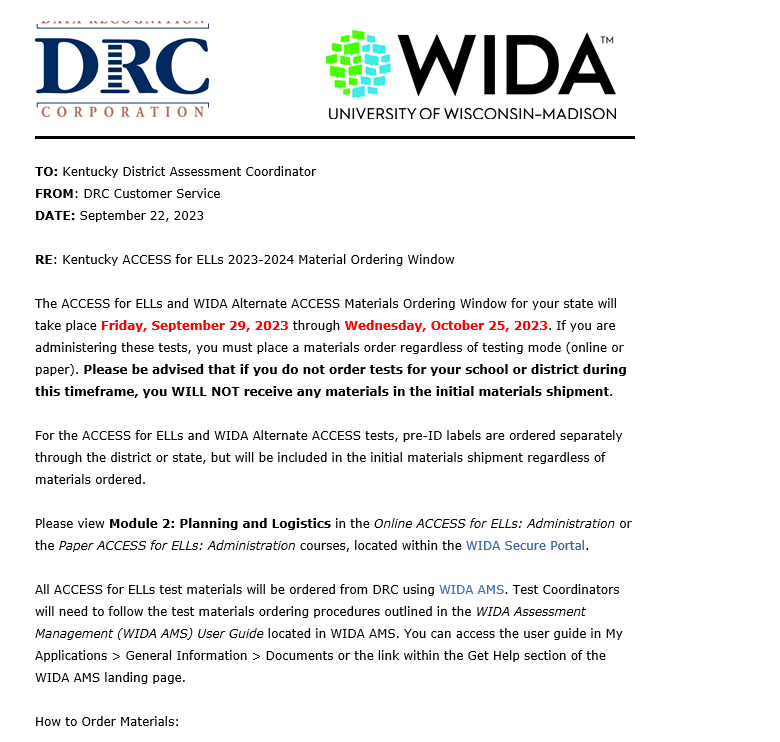 DATA RECOGNITION
DRC
CORPORATION
WIDA™
UNIVERSITY OF WISCONSIN–MADISON
TO: Kentucky District Assessment Coordinator
FROM: DRC Customer Service
DATE: September 22, 2023
RE: Kentucky ACCESS for ELLs 2023-2024 Material Ordering Window
The ACCESS for ELLs and WIDA Alternate ACCESS Materials Ordering Window for your state will
take place Friday, September 29, 2023 through Wednesday, October 25, 2023. If you are
administering these tests, you must place a materials order regardless of testing mode (online or
paper). Please be advised that if you do not order tests for your school or district during
this timeframe, you WILL NOT receive any materials in the initial materials shipment.
For the ACCESS for ELLs and WIDA Alternate ACCESS tests, pre-ID labels are ordered separately
through the district or state, but will be included in the initial materials shipment regardless of
materials ordered.
Please view Module 2: Planning and Logistics in the Online ACCESS for ELLs: Administration or
the Paper ACCESS for ELLs: Administration courses, located within the WIDA Secure Portal.
All ACCESS for ELLs test materials will be ordered from DRC using WIDA AMS. Test Coordinators
will need to follow the test materials ordering procedures outlined in the WIDA Assessment
Management (WIDA AMS) User Guide located in WIDA AMS. You can access the user guide in My
Applications > General Information > Documents or the link within the Get Help section of the
WIDA AMS landing page.
How to Order Materials: